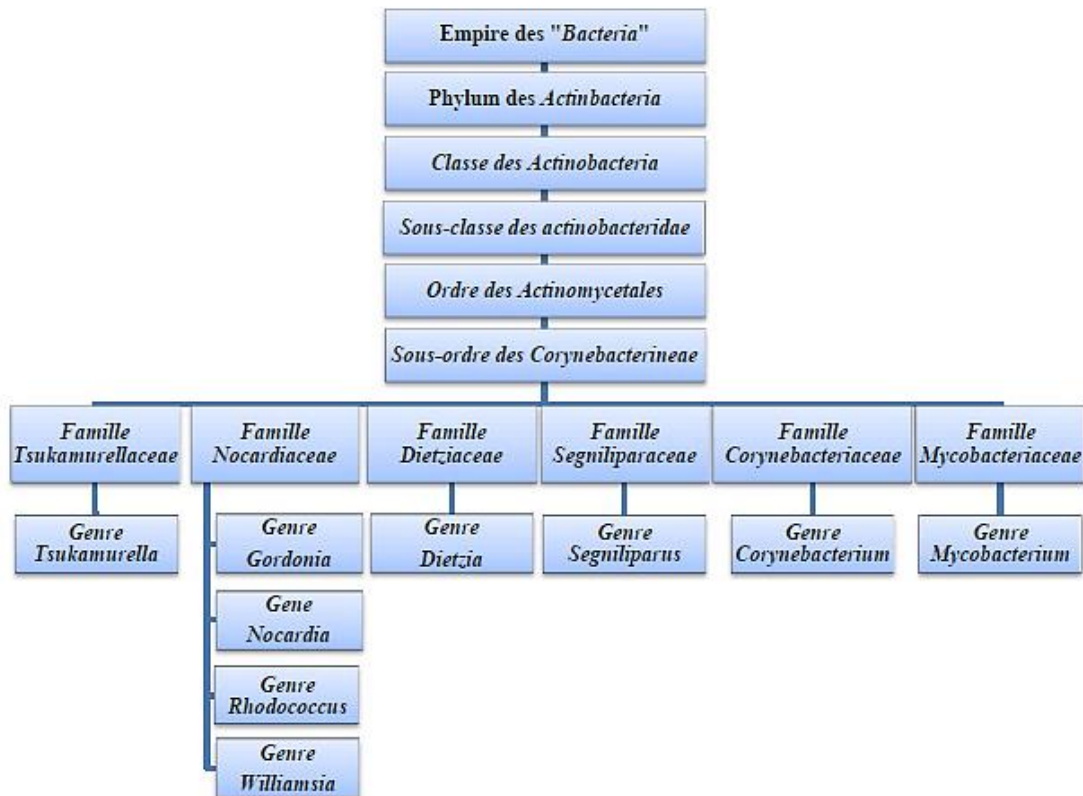 Empire des "Bacteria"
Phylum des Actinbacteria
Classe des Actinobacteria
Sous-classe des actinobacteridae
Ordre des Actinomycetales
Sous-ordre des Corynebacterineae
Famille
Tsukamurellaceae
Famille
Nocardiaceae
Famille
Dietziaceae
Famille
Segniliparaceae
Famille
Corynebacteriaceae
Famille
Mycobacteriaceae
Genre
Tsukamurella
Genre
Gordonia
Gene
Nocardia
Genre
Rhodococcus
Genre
Williamsia
Genre
Dietzia
Genre
Segniliparus
Genre
Corynebacterium
Genre
Mycobacterium